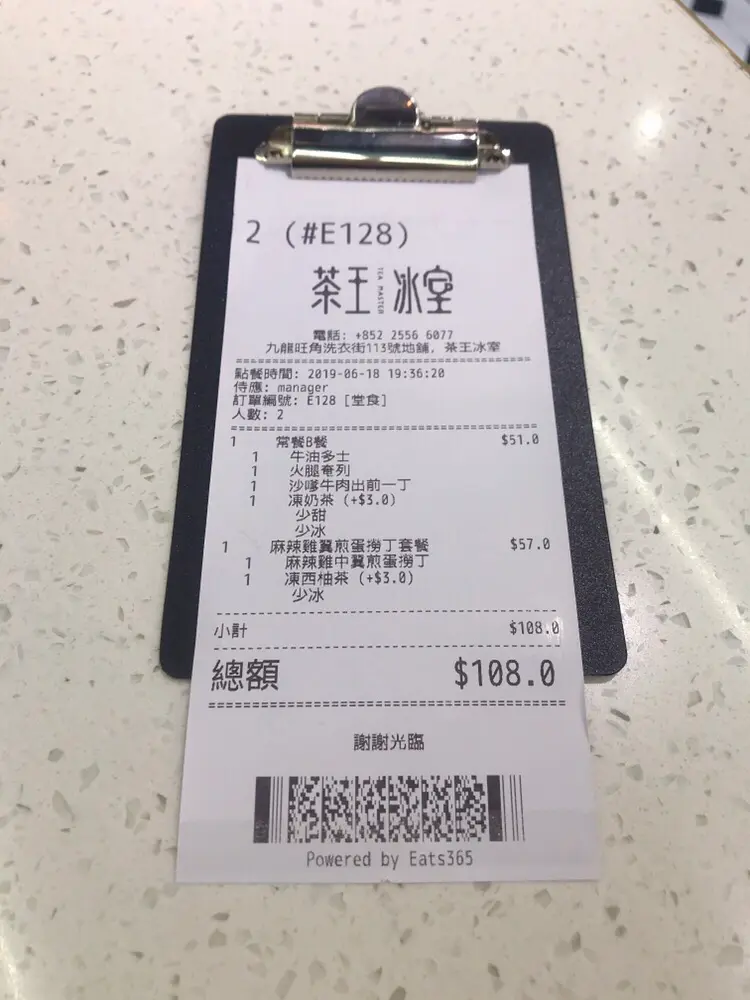 2 (#E128)
茶王 TEA MASTER 冰室
電話: +852 2556 6077
九龍旺角洗衣街113號地舖, 茶王冰室
點餐時間: 2019-06-18 19:36:20
侍應: manager
訂單編號: E128 [堂食]
人數: 2
1 常餐B餐 $51.0
1 牛油多士
1 火腿奄列
1 沙嗲牛肉出前一丁
1 凍奶茶 (+$3.0)
少甜
少冰
1 麻辣雞翼煎蛋撈丁套餐 $57.0
1 麻辣雞中翼煎蛋撈丁
1 凍西柚茶 (+$3.0)
少冰
小計 $108.0
總額 $108.0
謝謝光臨
Powered by Eats365